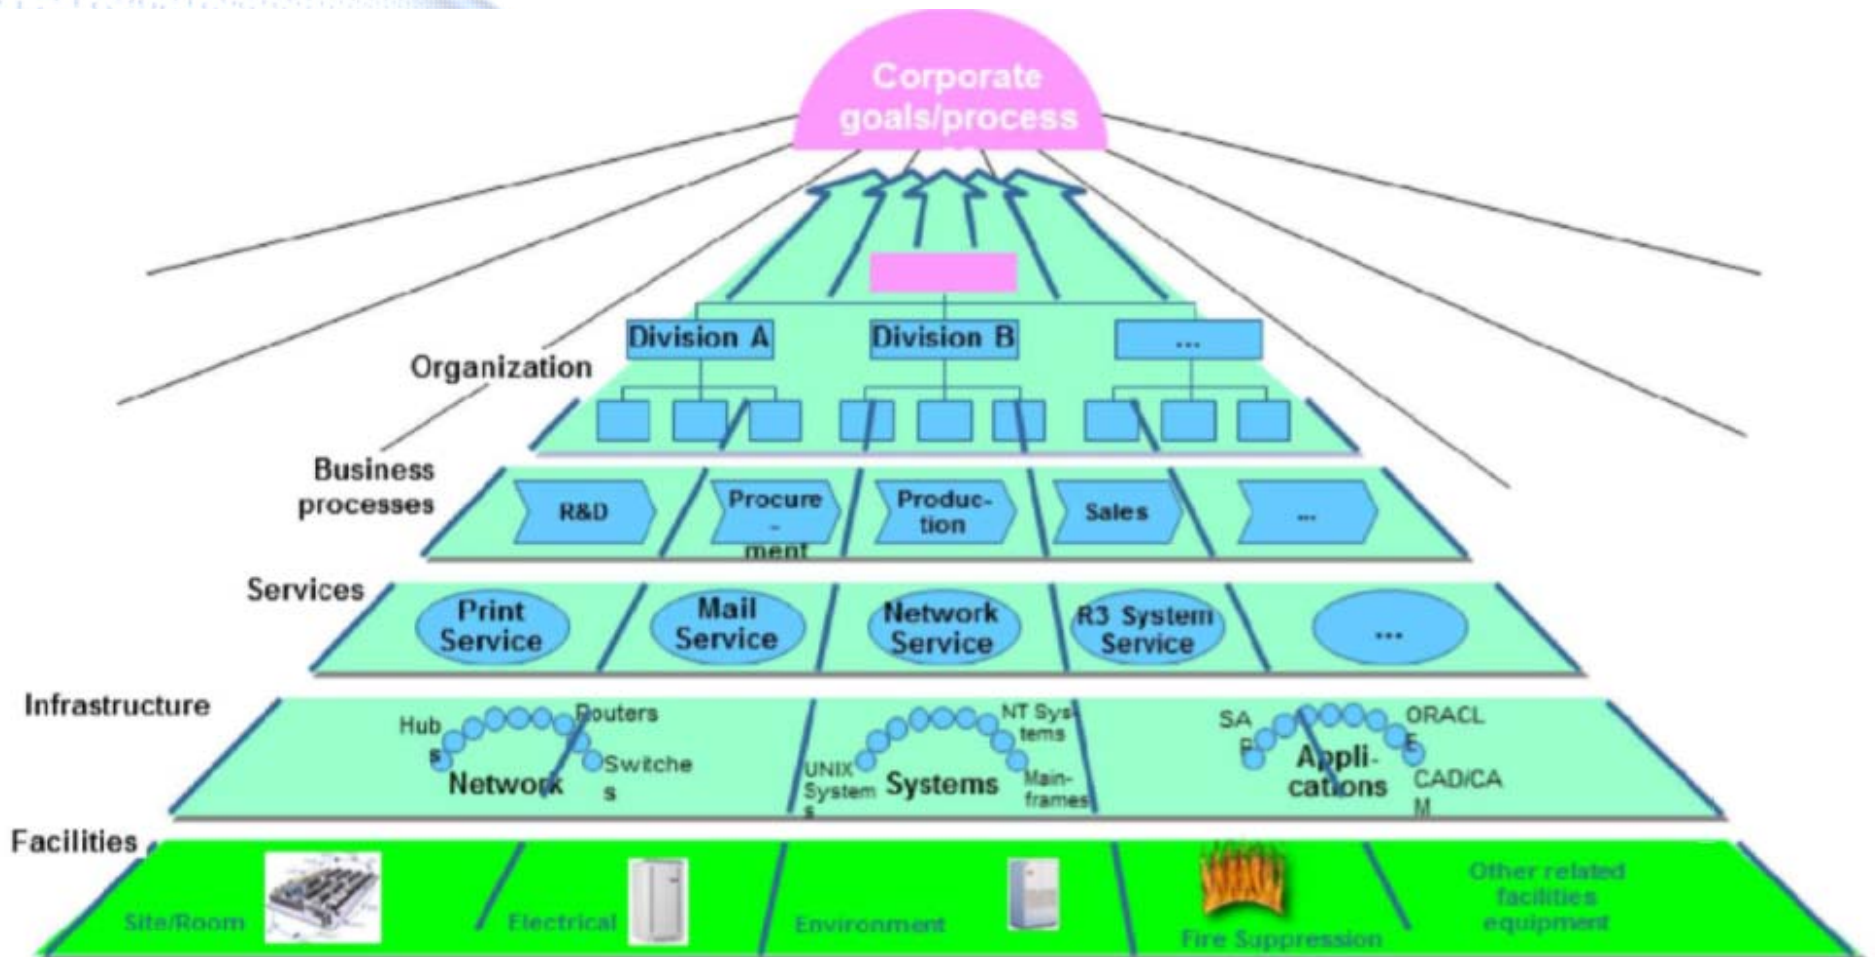 Corporate
goals/process
Division A
Division B
...
Organization
Business
processes
R&D
Procure
-
ment
Produc-
tion
Sales
...
Services
Print
Service
Mail
Service
Network
Service
R3 System
Service
...
Infrastructure
Hub
s
Routers
Switche
s
Network
UNIX
System
s
NT Sys-
tems
Main-
frames
Systems
SA
P
ORACL
E
CAD/CA
M
Appli-
cations
Facilities
Site/Room
Electrical
Environment
Fire Suppression
Other related
facilities
equipment